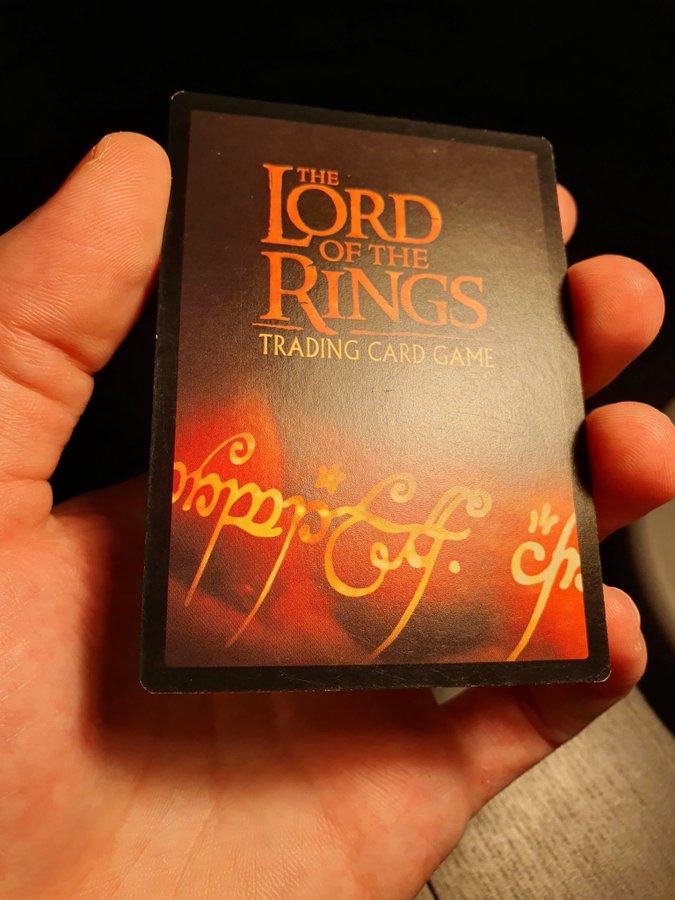 THE
LORD
OF THE
RINGS
TRADING CARD GAME